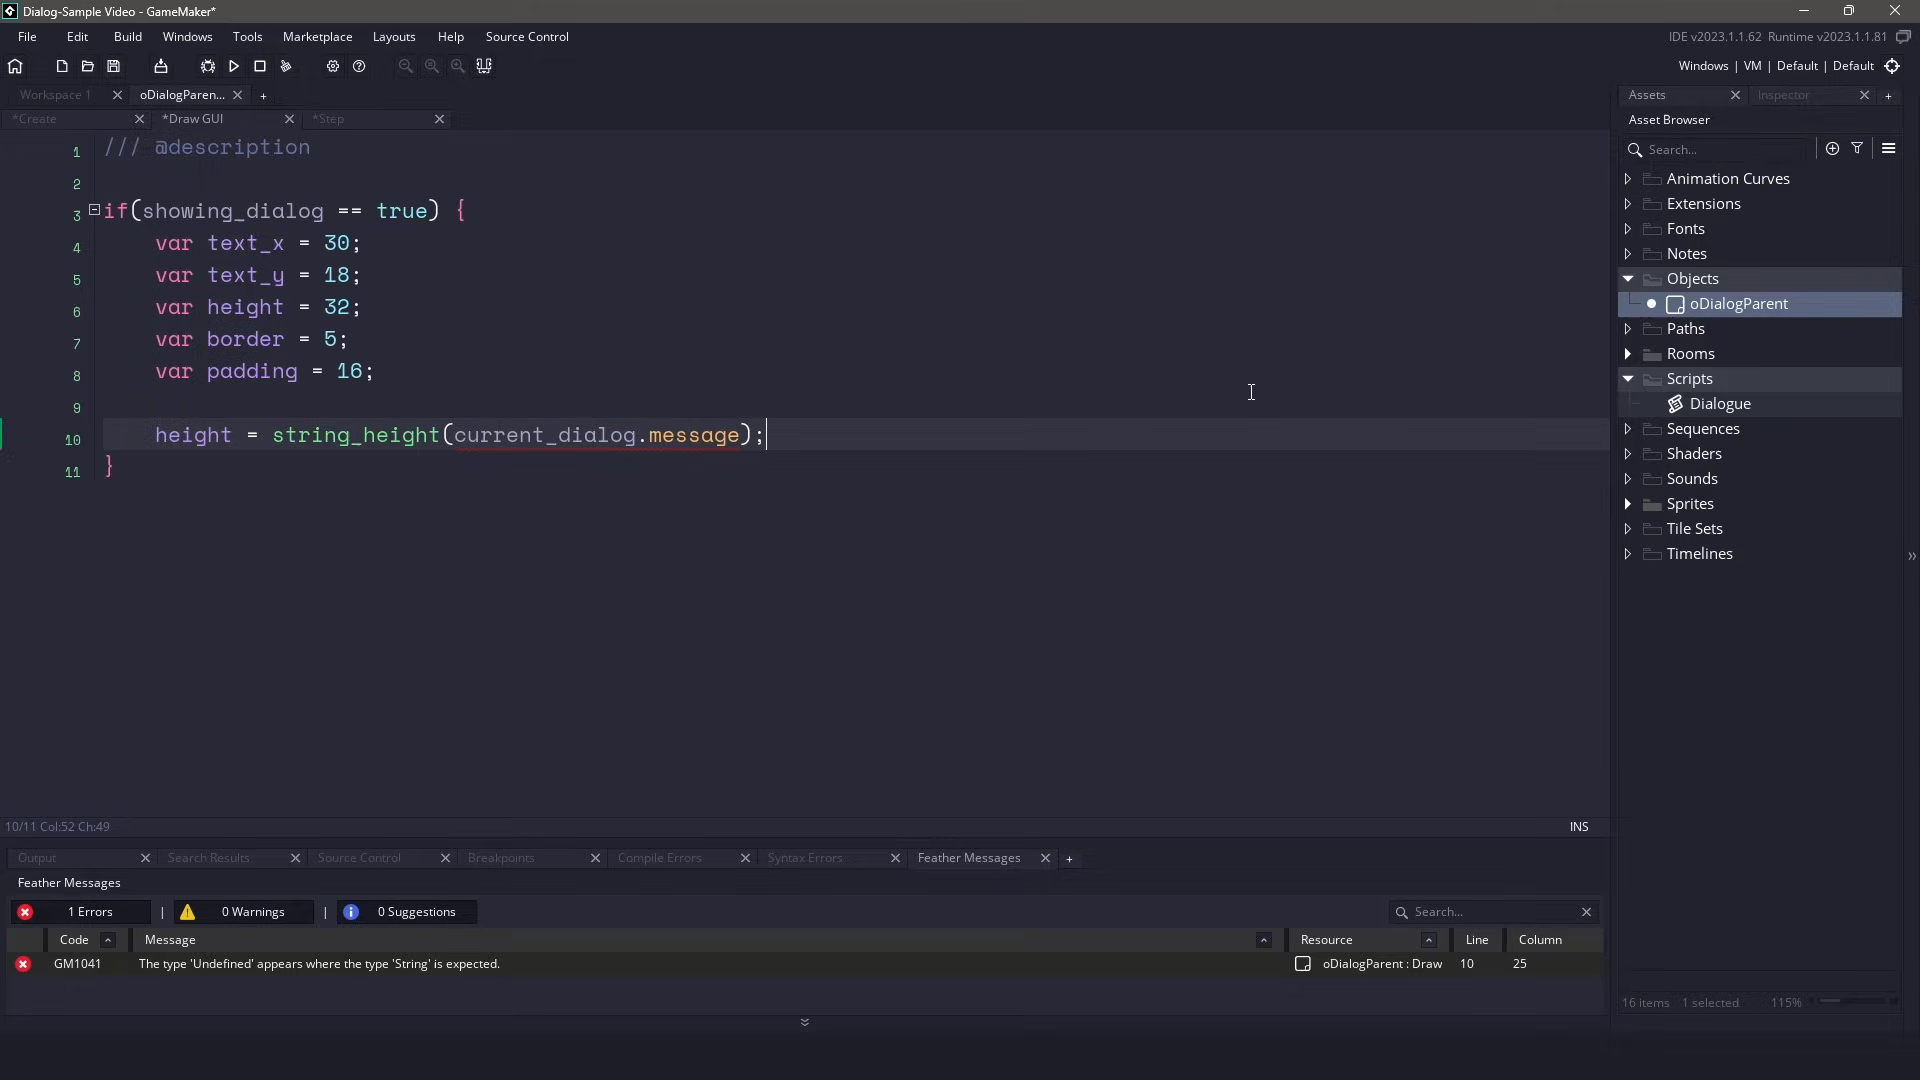 Dialog-Sample Video - GameMaker*
File Edit Build Windows Tools Marketplace Layouts Help Source Control
IDE v2023.1.1.62 Runtime v2023.1.1.81
Windows | VM | Default | Default
Workspace 1 oDialogParen... +
*Create *Draw GUI *Step
1 /// @description
2
3 if(showing_dialog == true) {
4 var text_x = 30;
5 var text_y = 18;
6 var height = 32;
7 var border = 5;
8 var padding = 16;
9
10 height = string_height(current_dialog.message);
11 }
10/11 Col:52 Ch:49
INS
Assets Inspector +
Asset Browser
Search...
Animation Curves
Extensions
Fonts
Notes
Objects
oDialogParent
Paths
Rooms
Scripts
Dialogue
Sequences
Shaders
Sounds
Sprites
Tile Sets
Timelines
16 items 1 selected 115%
Output Search Results Source Control Breakpoints Compile Errors Syntax Errors Feather Messages +
Feather Messages
1 Errors | 0 Warnings | 0 Suggestions
Search...
Code Message Resource Line Column
GM1041 The type 'Undefined' appears where the type 'String' is expected. oDialogParent : Draw 10 25